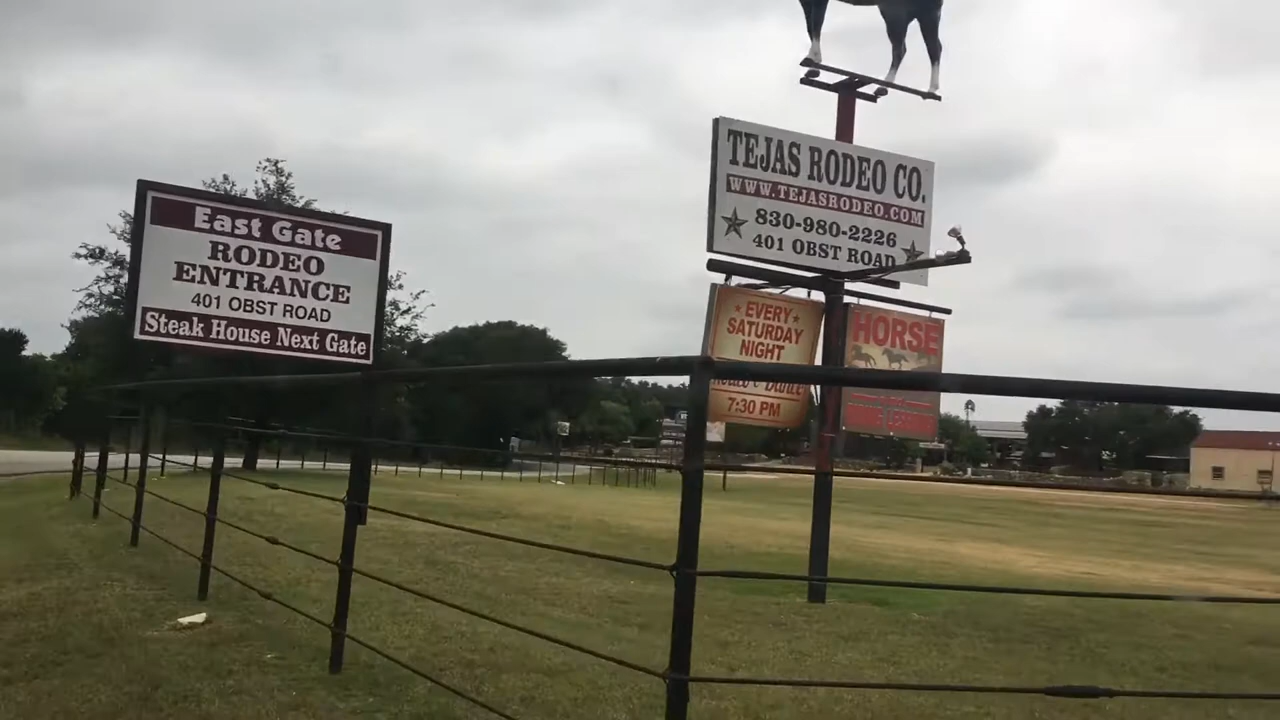 East Gate
RODEO
ENTRANCE
401 OBST ROAD
Steak House Next Gate
TEJAS RODEO CO.
WWW.TEJASRODEO.COM
830-980-2226
401 OBST ROAD
EVERY
SATURDAY
NIGHT
7:30 PM
HORSE